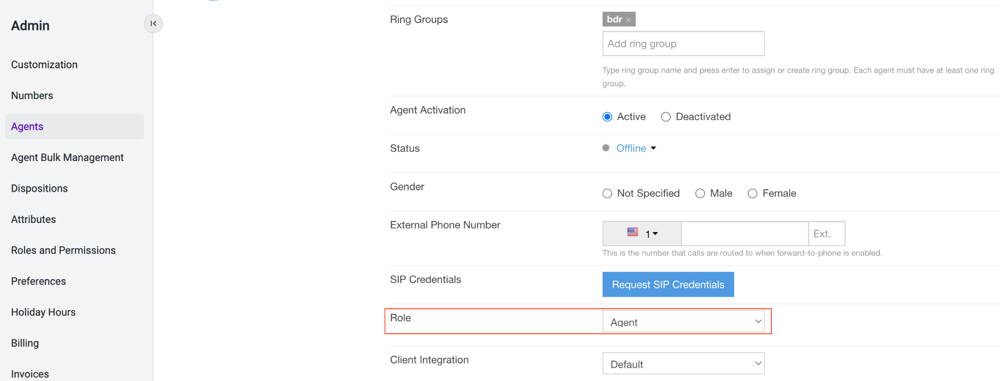 Admin
Customization
Numbers
Agents
Agent Bulk Management
Dispositions
Attributes
Roles and Permissions
Preferences
Holiday Hours
Billing
Invoices
Ring Groups
bdr ×
Add ring group
Type ring group name and press enter to assign or create ring group. Each agent must have at least one ring
group.
Agent Activation
Active Deactivated
Status
Offline
Gender
Not Specified Male Female
External Phone Number
1 Ext.
This is the number that calls are routed to when forward-to-phone is enabled.
SIP Credentials
Request SIP Credentials
Role
Agent
Client Integration
Default